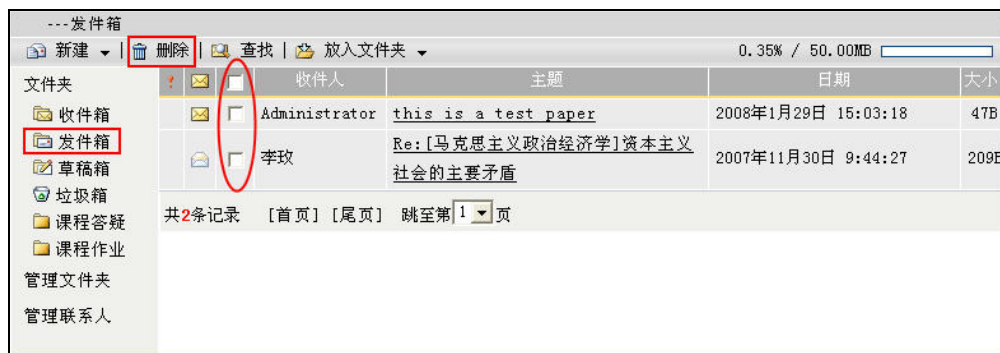 ---发件箱
新建 | 删除 | 查找 | 放入文件夹 0.35% / 50.00MB
文件夹 收件人 主题 日期 大小
收件箱 Administrator this is a test paper 2008年1月29日 15:03:18 47B
发件箱 李玫 Re:[马克思主义政治经济学]资本主义社会的主要矛盾 2007年11月30日 9:44:27 209B
草稿箱
垃圾箱
课程答疑
课程作业
管理文件夹
管理联系人
共2条记录 [首页] [尾页] 跳至第 1 页